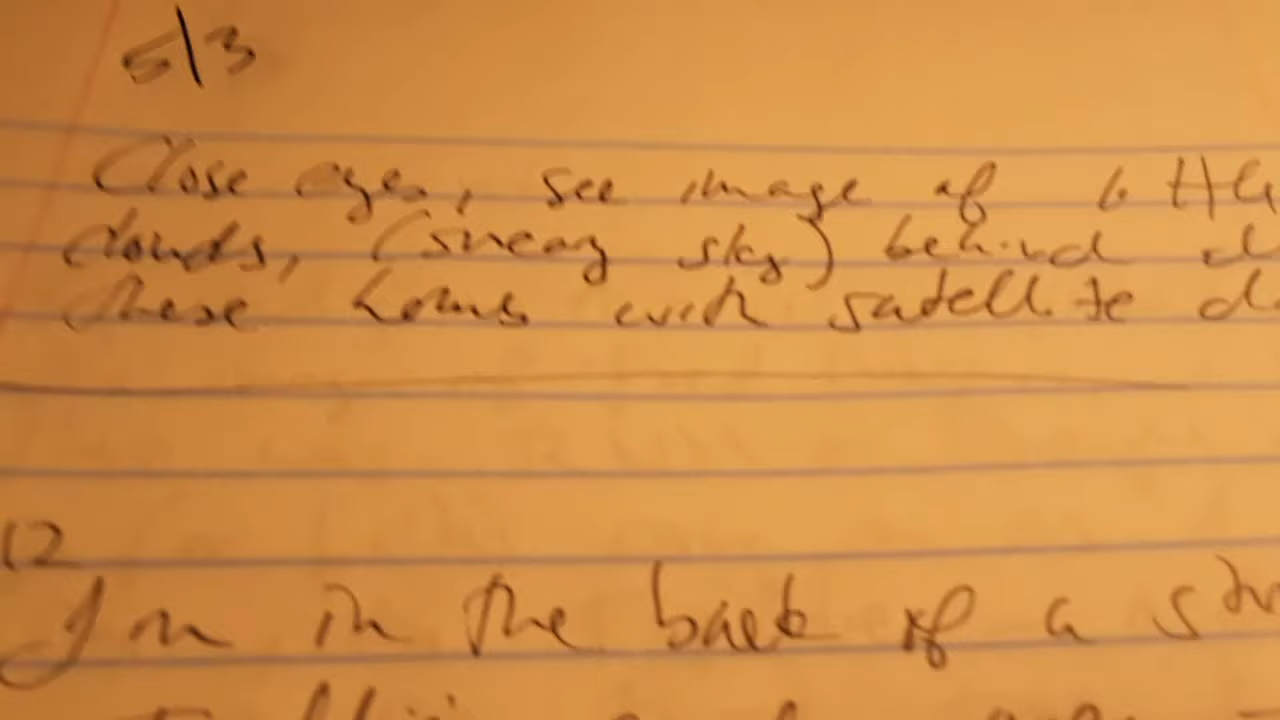 5/3
Close eyes, see image of little
clouds, (smeary sky) behind
these homes with satellite
12
I'm in the back of a